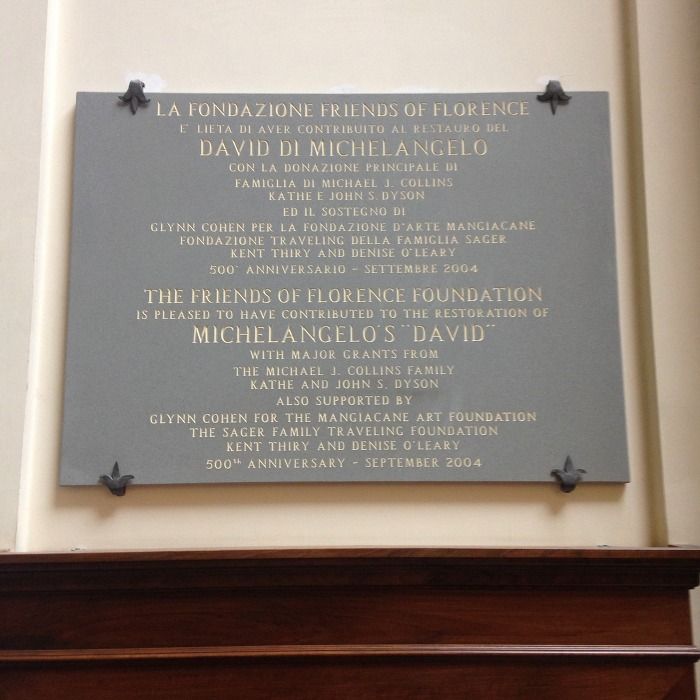 LA FONDAZIONE FRIENDS OF FLORENCE
E' LIETA DI AVER CONTRIBUITO AL RESTAURO DEL
DAVID DI MICHELANGELO
CON LA DONAZIONE PRINCIPALE DI
FAMIGLIA DI MICHAEL J. COLLINS
KATHE E JOHN S. DYSON
ED IL SOSTEGNO DI
GLYNN COHEN PER LA FONDAZIONE D'ARTE MANGIACANE
FONDAZIONE TRAVELING DELLA FAMIGLIA SAGER
KENT THIRY AND DENISE O'LEARY
500° ANNIVERSARIO - SETTEMBRE 2004
THE FRIENDS OF FLORENCE FOUNDATION
IS PLEASED TO HAVE CONTRIBUTED TO THE RESTORATION OF
MICHELANGELO'S "DAVID"
WITH MAJOR GRANTS FROM
THE MICHAEL J. COLLINS FAMILY
KATHE AND JOHN S. DYSON
ALSO SUPPORTED BY
GLYNN COHEN FOR THE MANGIACANE ART FOUNDATION
THE SAGER FAMILY TRAVELING FOUNDATION
KENT THIRY AND DENISE O'LEARY
500th ANNIVERSARY - SEPTEMBER 2004